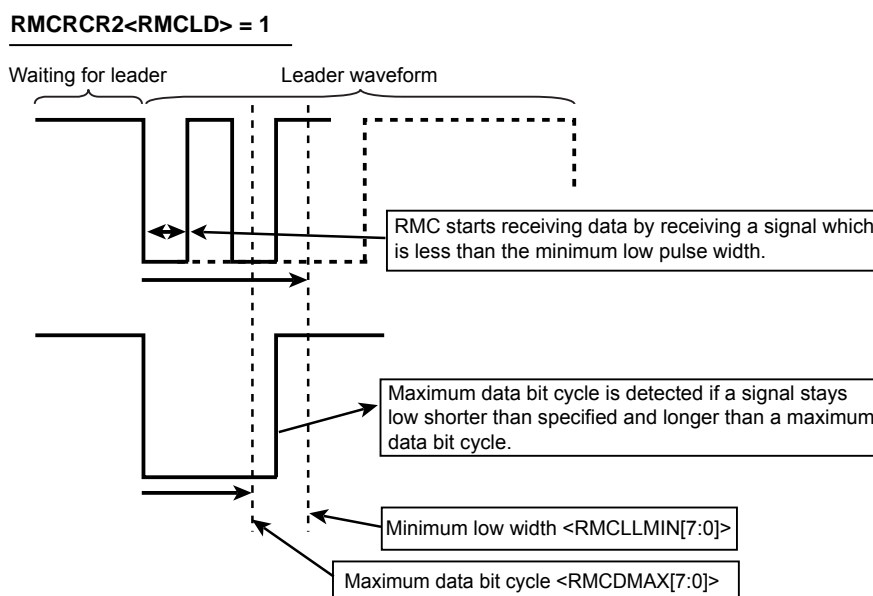 RMCRCR2<RMCLD> = 1
Waiting for leader
Leader waveform
RMC starts receiving data by receiving a signal which
is less than the minimum low pulse width.
Maximum data bit cycle is detected if a signal stays
low shorter than specified and longer than a maximum
data bit cycle.
Minimum low width <RMCLLMIN[7:0]>
Maximum data bit cycle <RMCDMAX[7:0]>